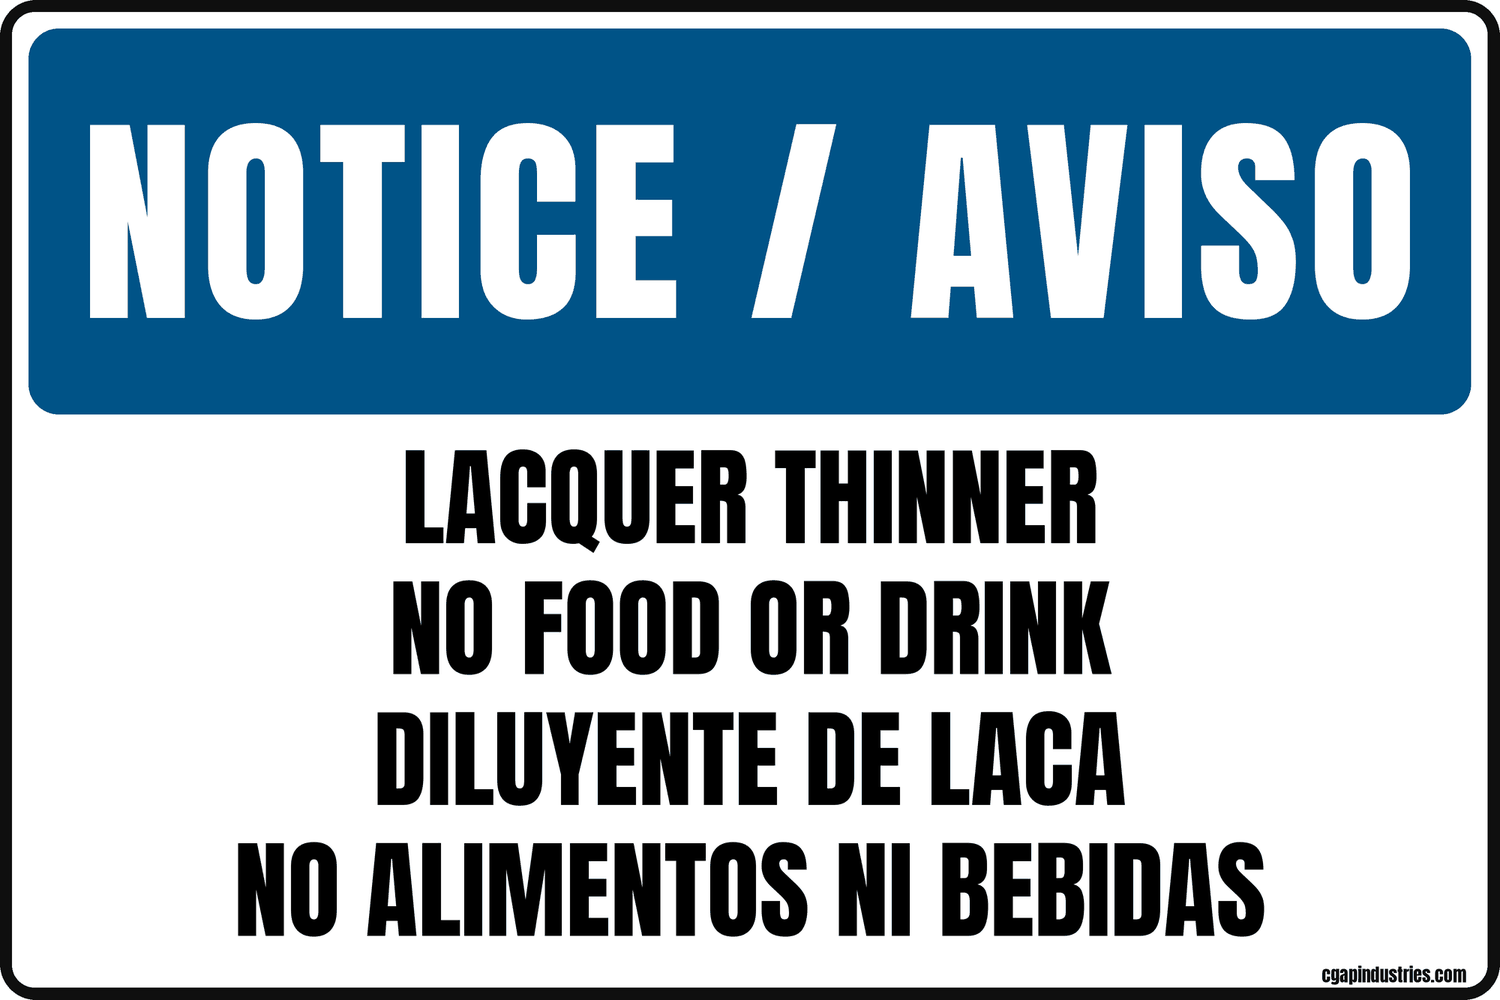 NOTICE / AVISO
LACQUER THINNER
NO FOOD OR DRINK
DILUYENTE DE LACA
NO ALIMENTOS NI BEBIDAS
cgapindustries.com